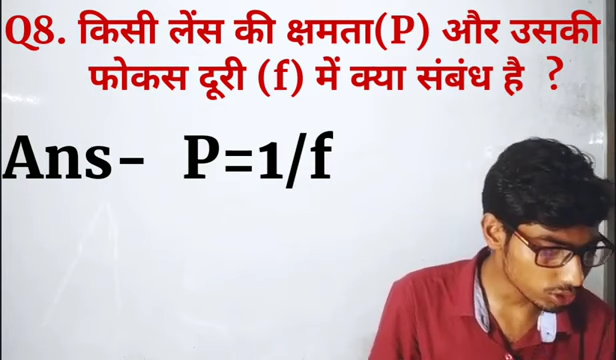 Q8. किसी लेंस की क्षमता(P) और उसकी
फोकस दूरी (f) में क्या संबंध है ?
Ans- P=1/f